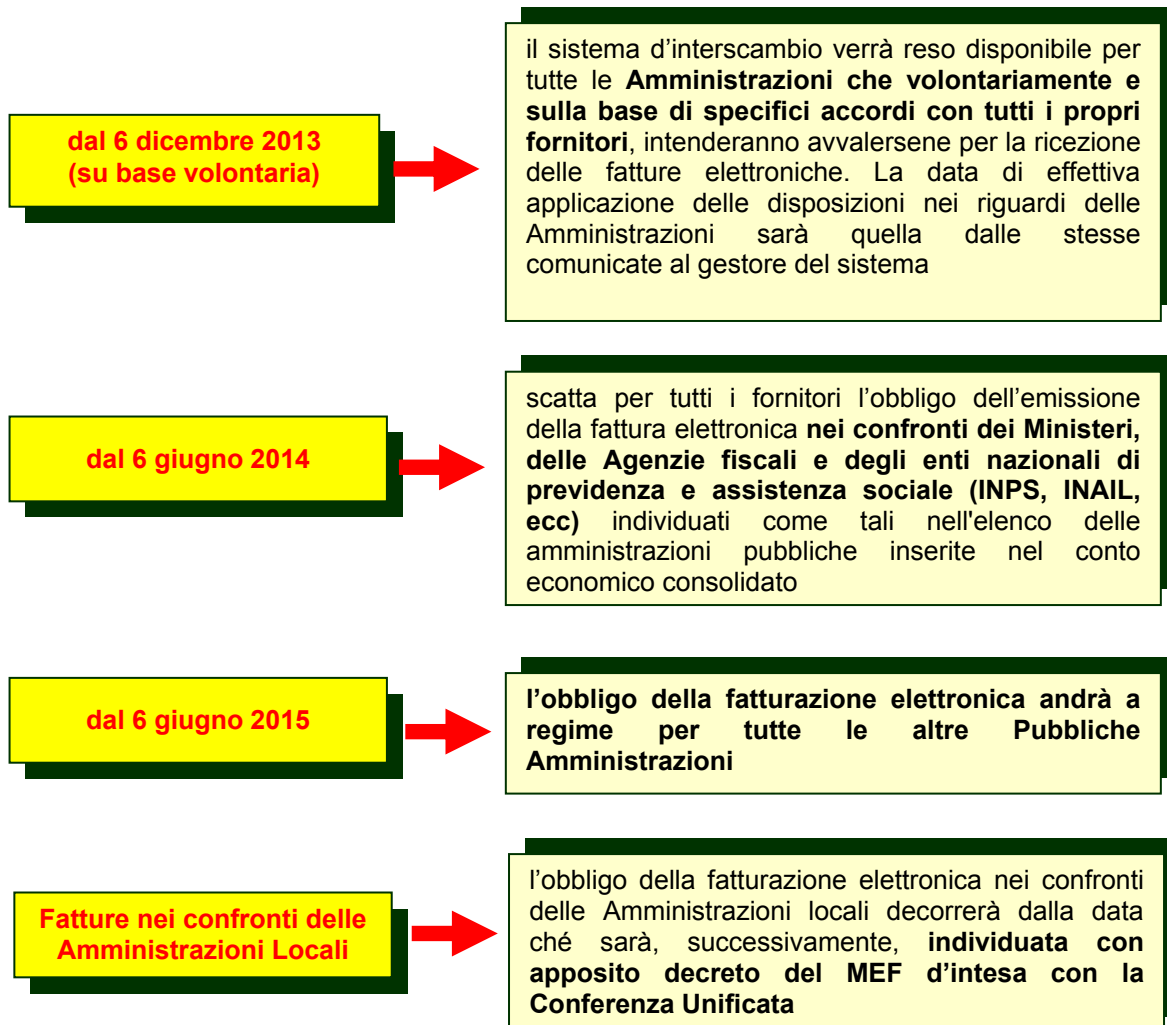 dal 6 dicembre 2013
(su base volontaria)
il sistema d’interscambio verrà reso disponibile per
tutte le Amministrazioni che volontariamente e
sulla base di specifici accordi con tutti i propri
fornitori, intenderanno avvalersene per la ricezione
delle fatture elettroniche. La data di effettiva
applicazione delle disposizioni nei riguardi delle
Amministrazioni sarà quella dalle stesse
comunicate al gestore del sistema
dal 6 giugno 2014
scatta per tutti i fornitori l’obbligo dell’emissione
della fattura elettronica nei confronti dei Ministeri,
delle Agenzie fiscali e degli enti nazionali di
previdenza e assistenza sociale (INPS, INAIL,
ecc) individuati come tali nell'elenco delle
amministrazioni pubbliche inserite nel conto
economico consolidato
dal 6 giugno 2015
l’obbligo della fatturazione elettronica andrà a
regime per tutte le altre Pubbliche
Amministrazioni
Fatture nei confronti delle
Amministrazioni Locali
l’obbligo della fatturazione elettronica nei confronti
delle Amministrazioni locali decorrerà dalla data
ché sarà, successivamente, individuata con
apposito decreto del MEF d’intesa con la
Conferenza Unificata